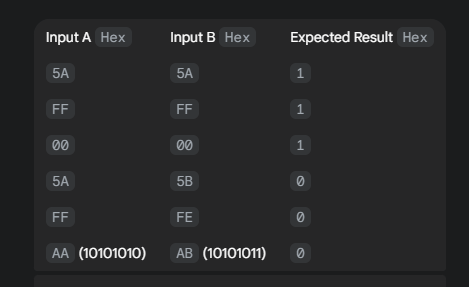 Input A Hex Input B Hex Expected Result Hex
5A 5A 1
FF FF 1
00 00 1
5A 5B 0
FF FE 0
AA (10101010) AB (10101011) 0